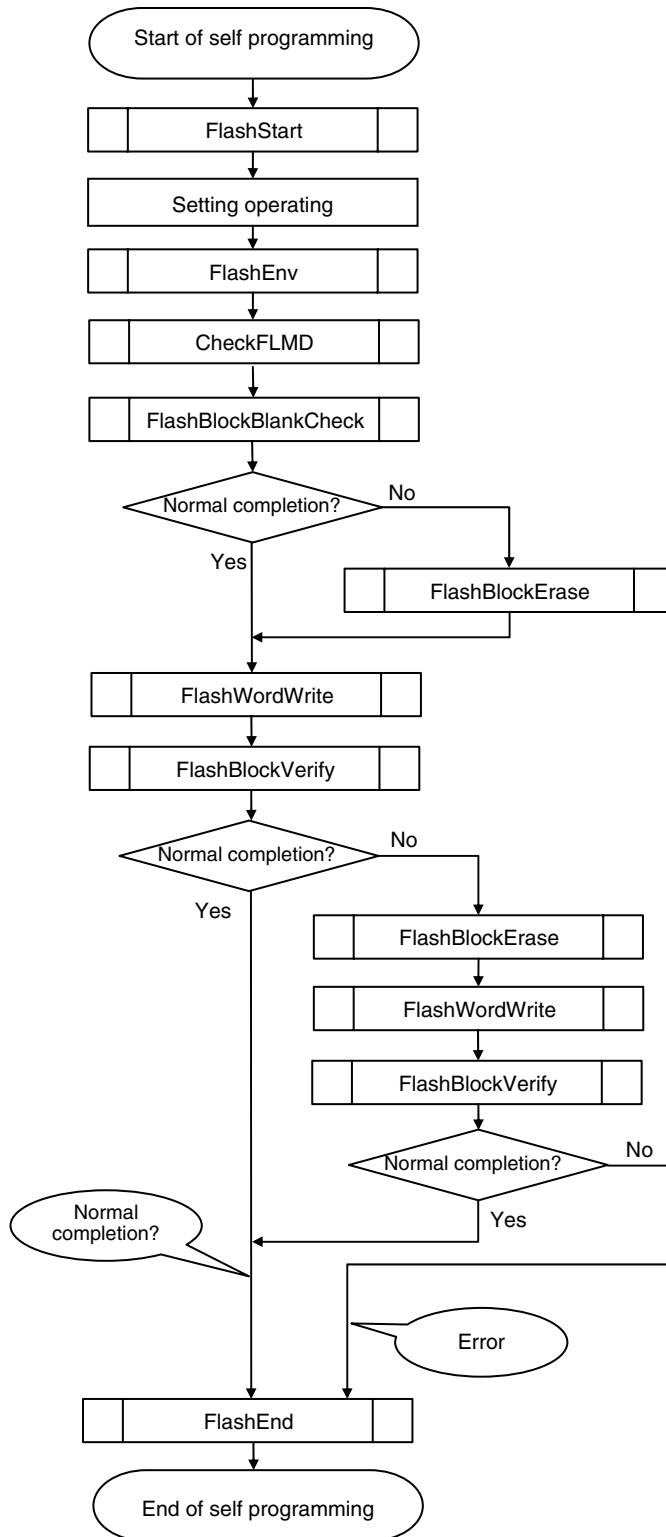 Start of self programming
FlashStart
Setting operating
FlashEnv
CheckFLMD
FlashBlockBlankCheck
Normal completion?
No
Yes
FlashBlockErase
FlashWordWrite
FlashBlockVerify
Normal completion?
No
Yes
FlashBlockErase
FlashWordWrite
FlashBlockVerify
Normal completion?
No
Yes
Normal
completion?
Error
FlashEnd
End of self programming